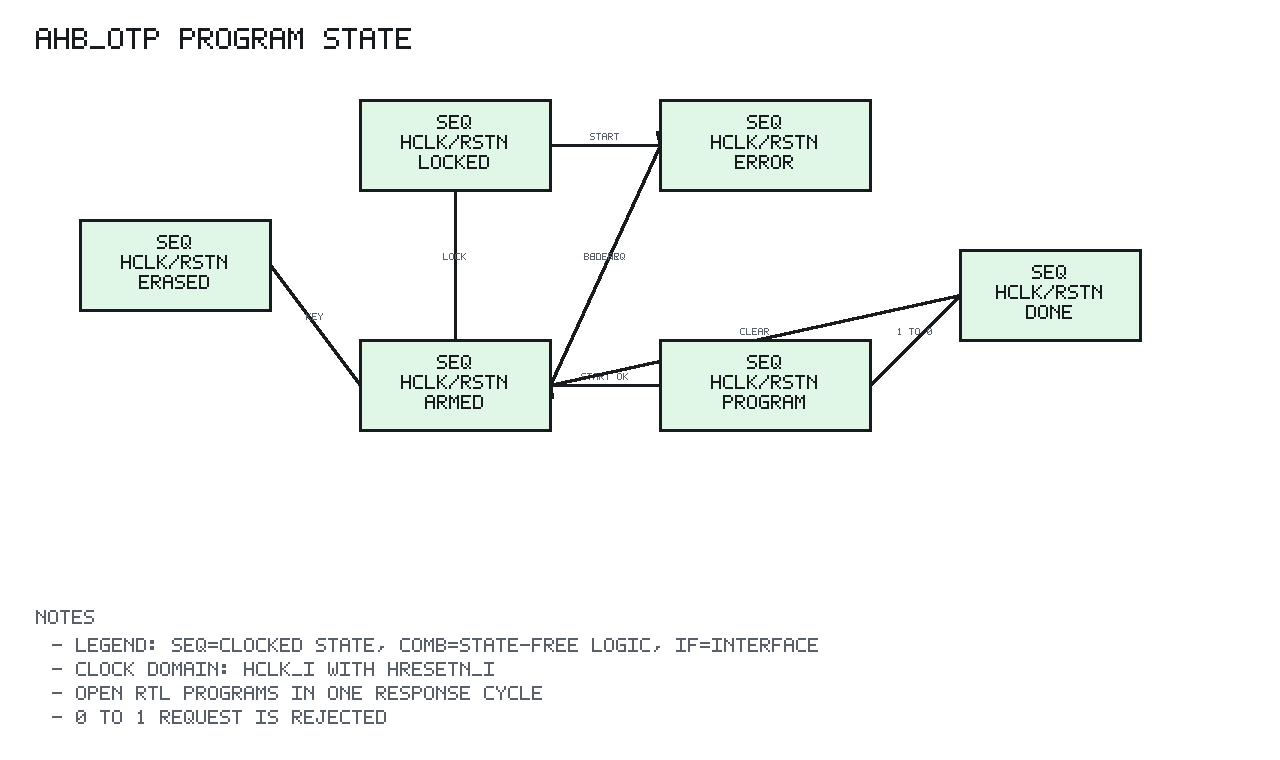 AHB_OTP PROGRAM STATE
SEQ
HCLK/RSTN
LOCKED
START
SEQ
HCLK/RSTN
ERROR
SEQ
HCLK/RSTN
ERASED
KEY
LOCK
SEQ
HCLK/RSTN
DONE
CLEAR
1 TO 0
SEQ
HCLK/RSTN
ARMED
START OK
SEQ
HCLK/RSTN
PROGRAM
NOTES
- LEGEND: SEQ=CLOCKED STATE, COMB=STATE-FREE LOGIC, IF=INTERFACE
- CLOCK DOMAIN: HCLK_I WITH HRESETN_I
- OPEN RTL PROGRAMS IN ONE RESPONSE CYCLE
- 0 TO 1 REQUEST IS REJECTED